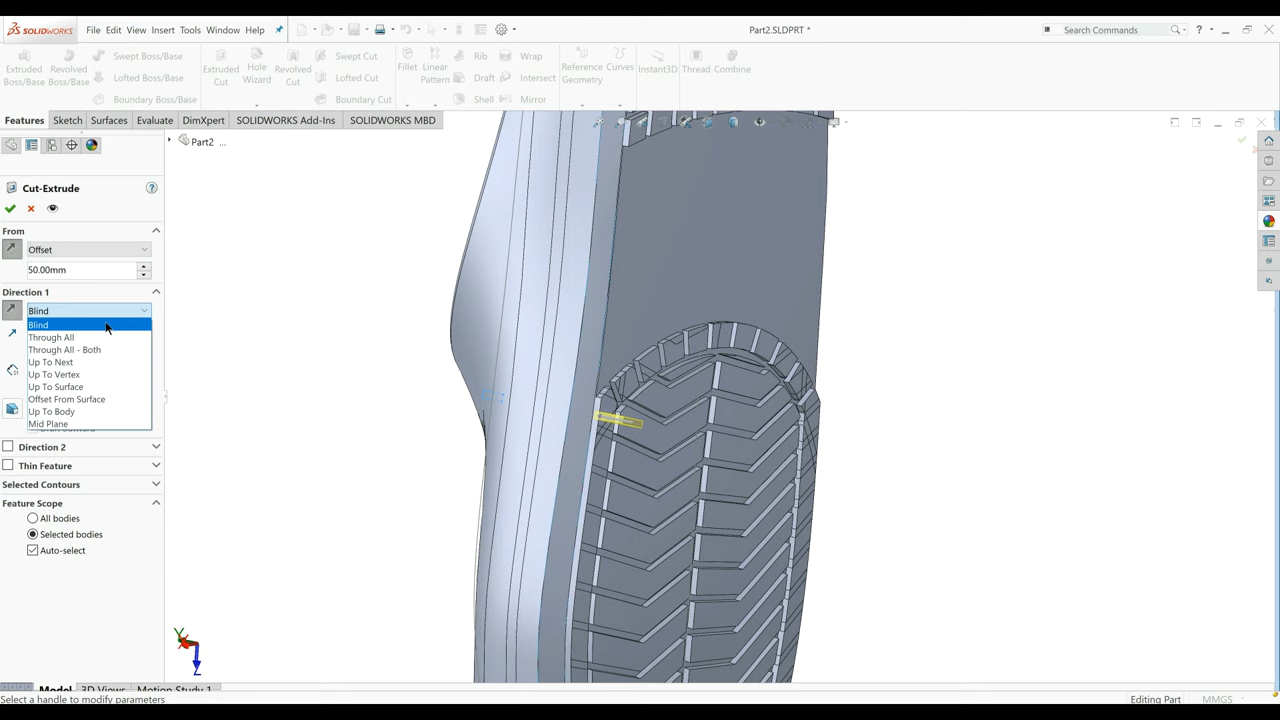 SOLIDWORKS File Edit View Insert Tools Window Help Part2.SLDPRT * Search Commands
Extruded Boss/Base
Revolved Boss/Base
Swept Boss/Base
Lofted Boss/Base
Boundary Boss/Base
Extruded Cut
Hole Wizard
Revolved Cut
Swept Cut
Lofted Cut
Boundary Cut
Fillet
Linear Pattern
Rib
Draft
Shell
Wrap
Intersect
Mirror
Reference Geometry
Curves
Instant3D
Thread
Combine
Features Sketch Surfaces Evaluate DimXpert SOLIDWORKS Add-Ins SOLIDWORKS MBD
Part2 ...
Cut-Extrude
From
Offset
50.00mm
Direction 1
Blind
Blind
Through All
Through All - Both
Up To Next
Up To Vertex
Up To Surface
Offset From Surface
Up To Body
Mid Plane
Direction 2
Thin Feature
Selected Contours
Feature Scope
All bodies
Selected bodies
Auto-select
Y
Z
Model 3D Views Motion Study 1
Select a handle to modify parameters Editing Part MMGS